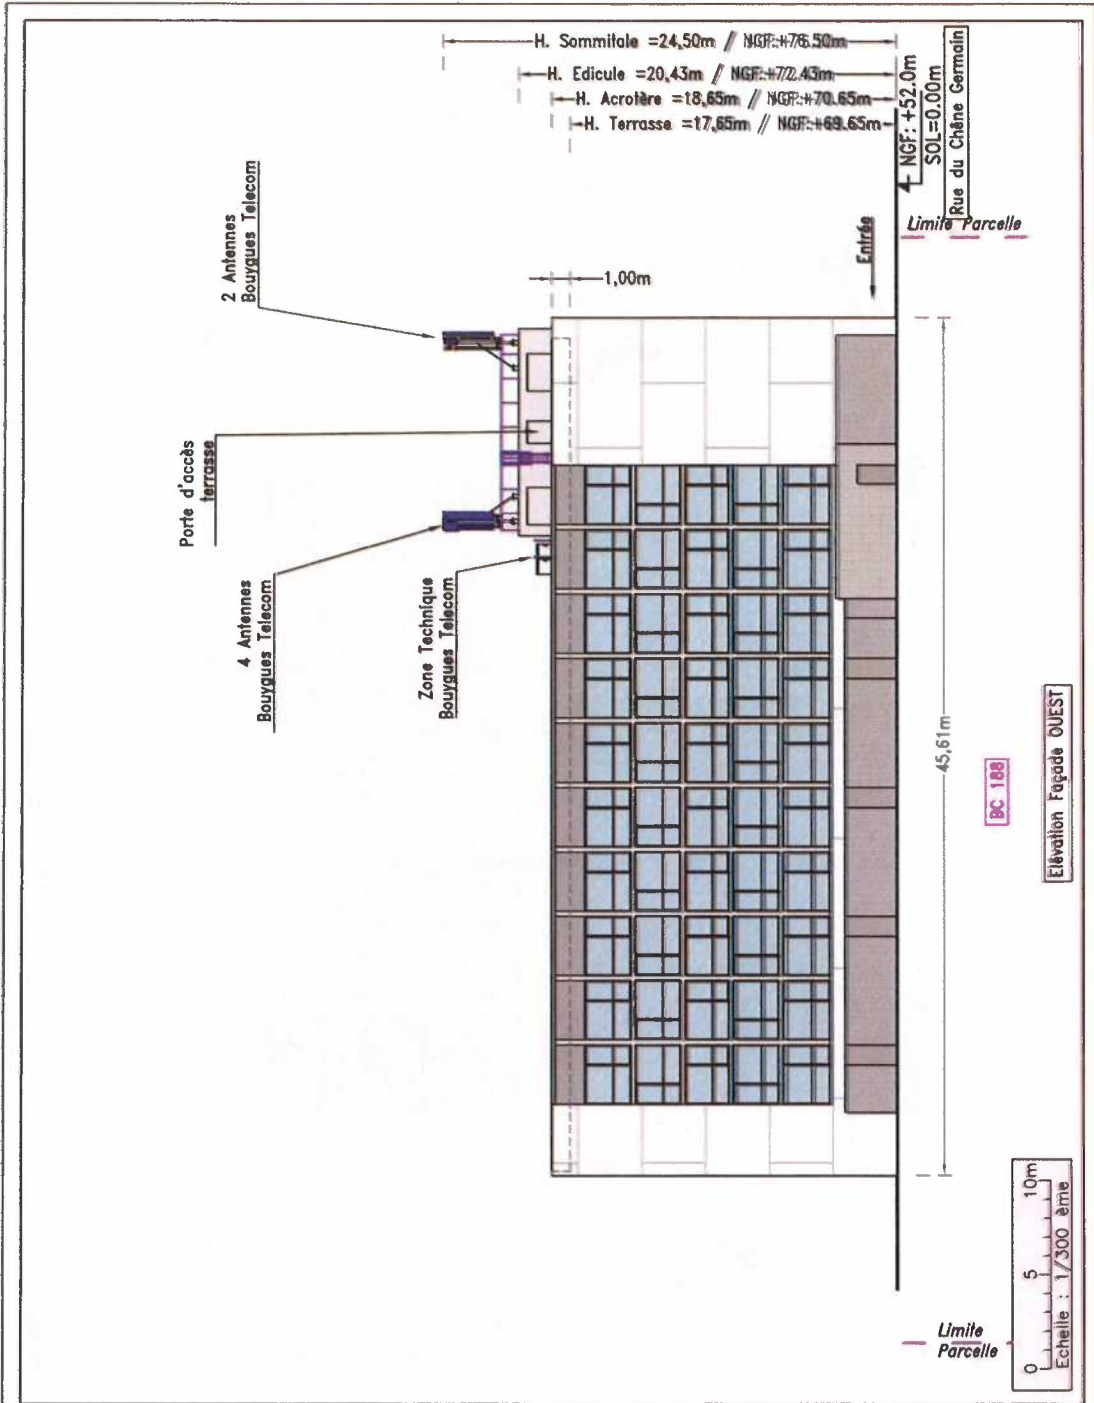 H. Sommitale =24,50m // NGF:+76.50m
H. Edicule =20,43m // NGF:+72.43m
H. Acrotère =18,65m // NGF:+70.65m
H. Terrasse =17,65m // NGF:+69.65m
NGF: +52.0m
SOL=0.00m
Rue du Chêne Germain
Limite Parcelle
Entrée
1,00m
2 Antennes
Bouygues Telecom
Porte d'accès
terrasse
4 Antennes
Bouygues Telecom
Zone Technique
Bouygues Telecom
45,61m
BC 188
Elévation Façade OUEST
Limite
Parcelle
0 5 10m
Echelle : 1/300 ème